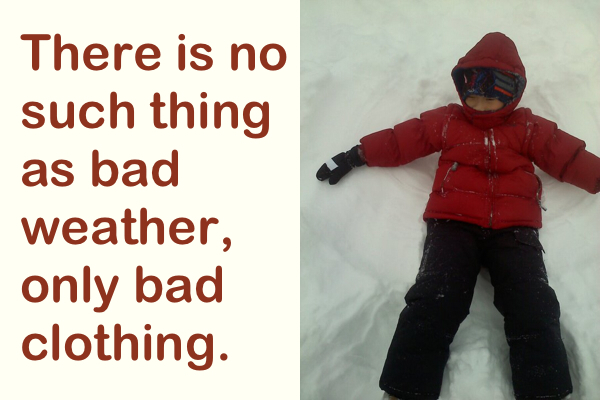 There is no
such thing
as bad
weather,
only bad
clothing.